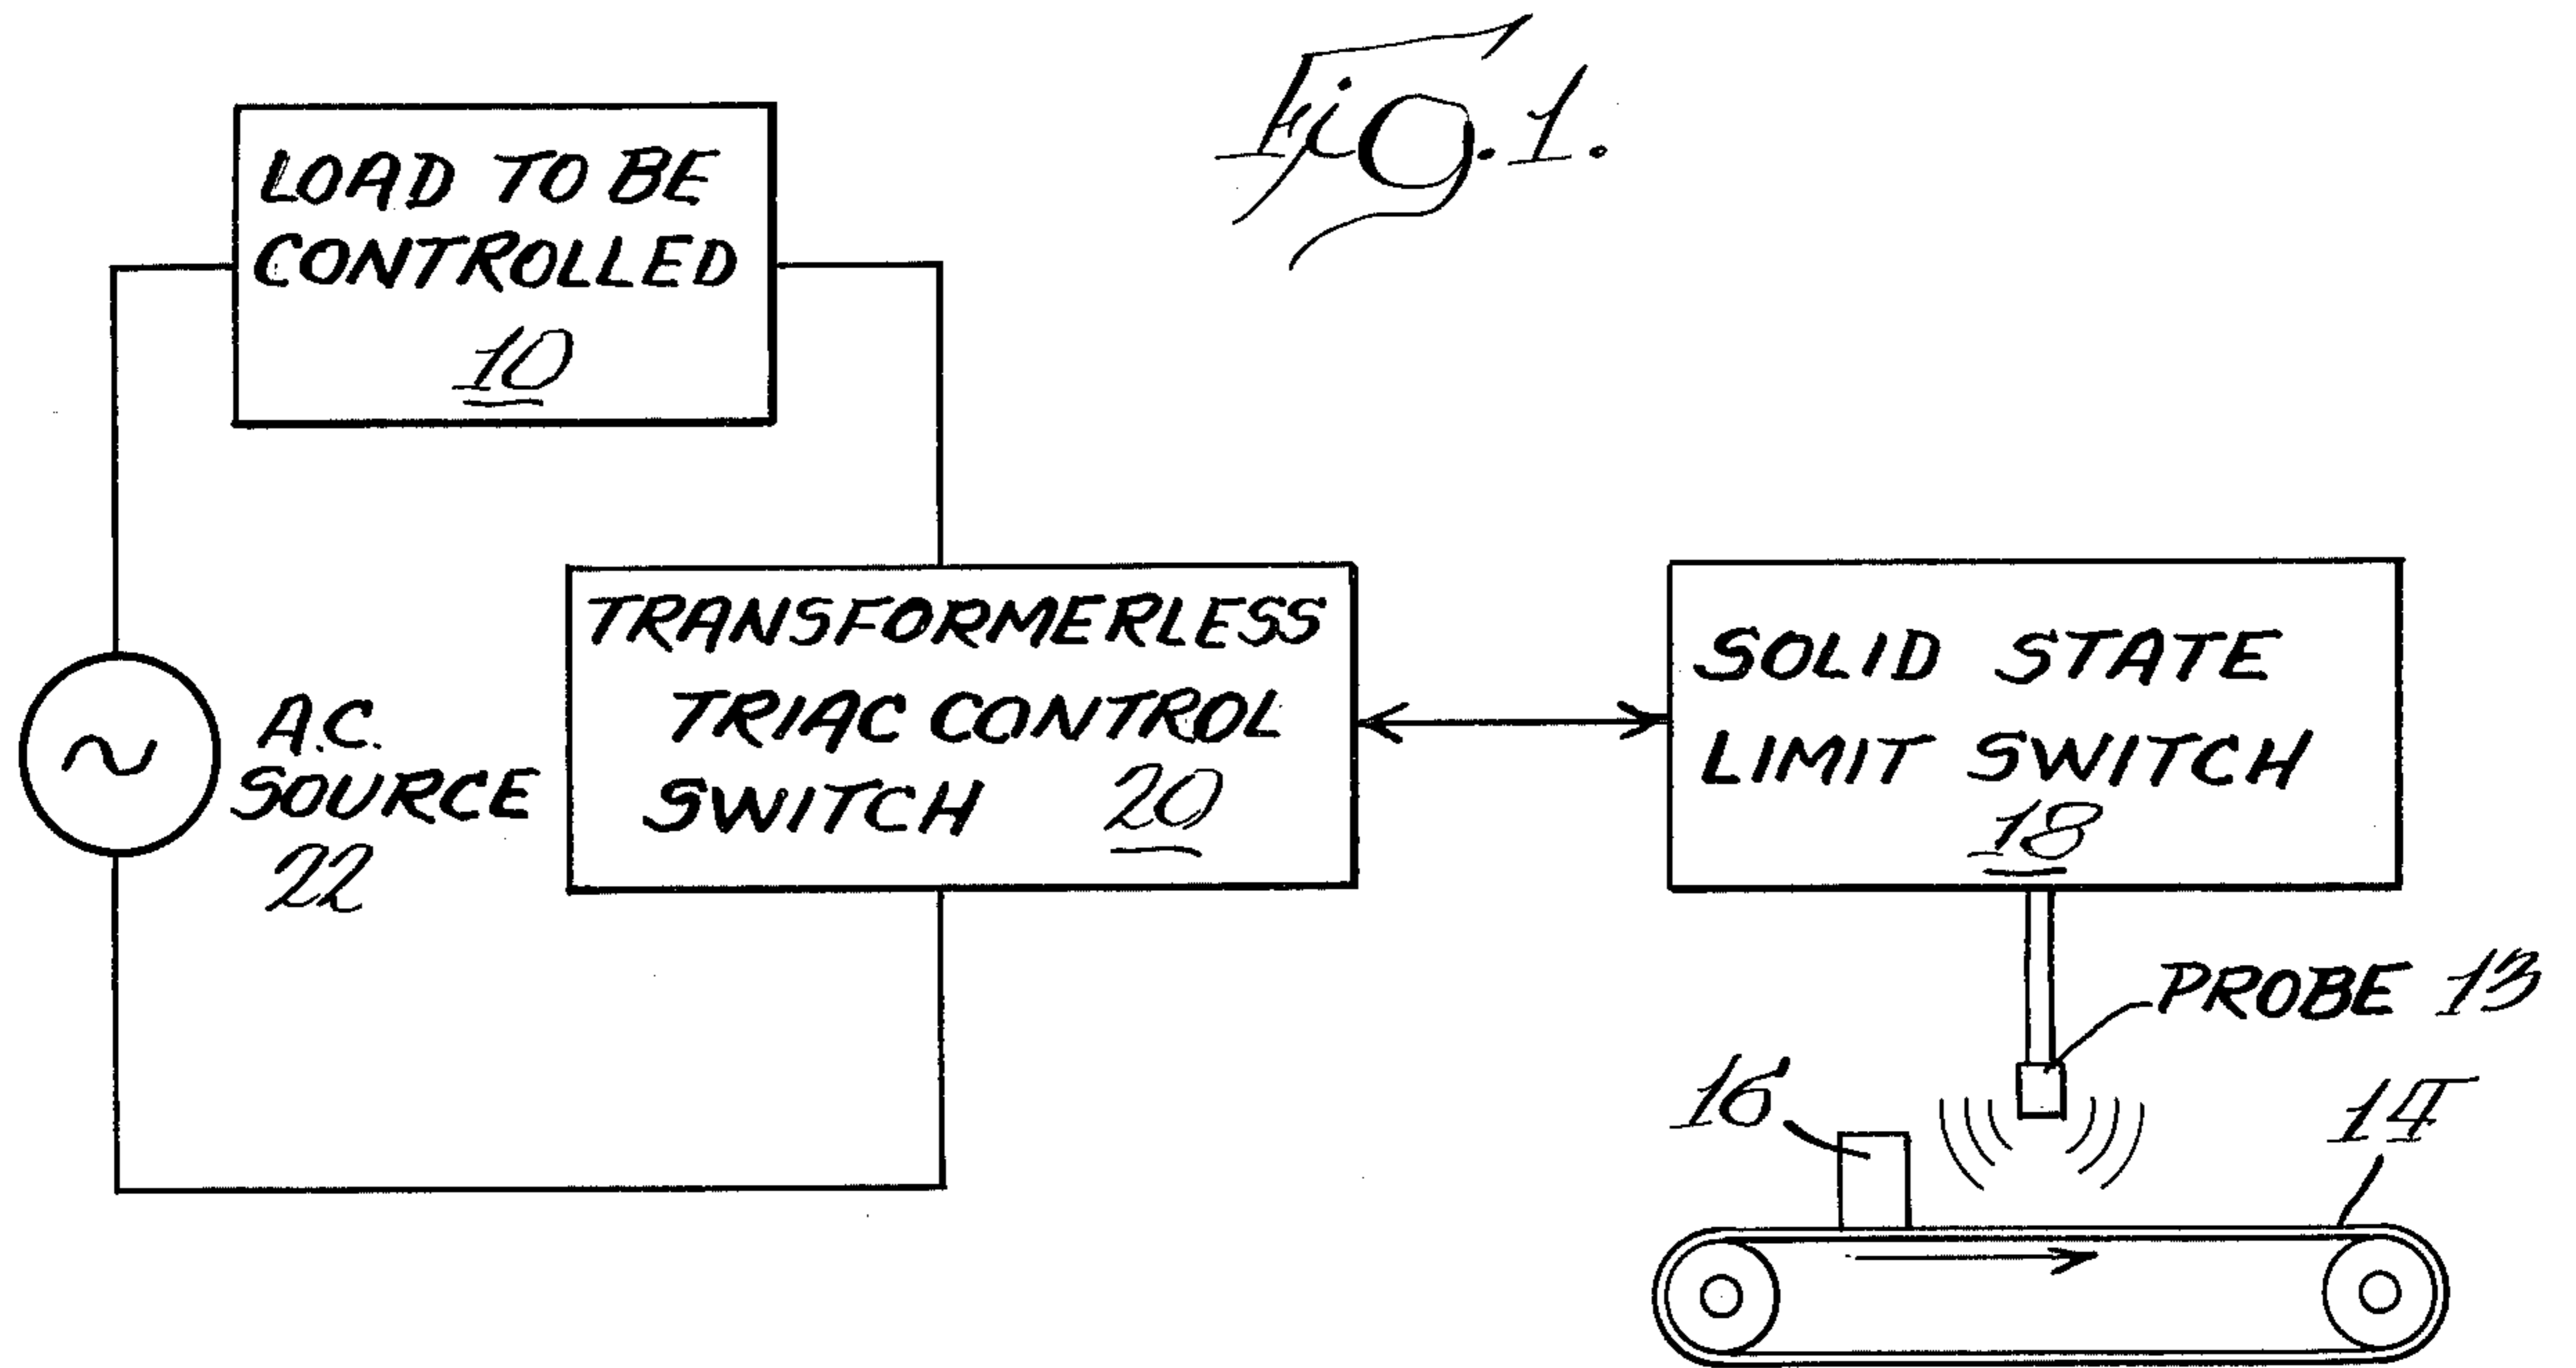 Fig. 1.
LOAD TO BE
CONTROLLED
10
A.C.
SOURCE
22
TRANSFORMERLESS
TRIAC CONTROL
SWITCH 20
SOLID STATE
LIMIT SWITCH
18
PROBE 13
16
14